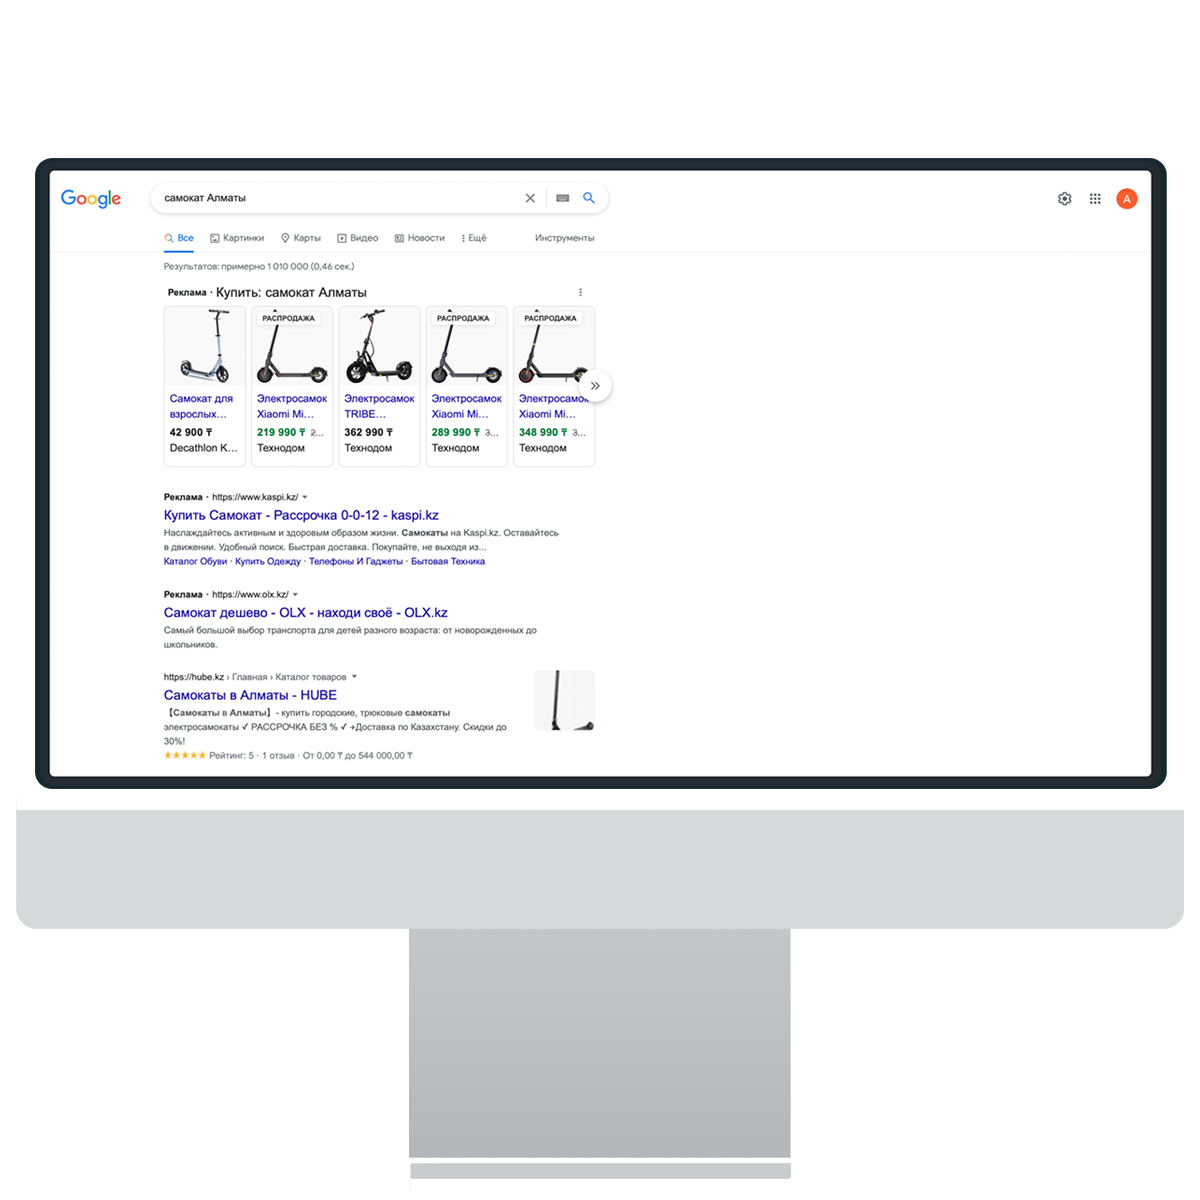 Google
самокат Алматы
A
Все Картинки Карты Видео Новости Ещё Инструменты
Результатов: примерно 1 010 000 (0,46 сек.)
Реклама · Купить: самокат Алматы
РАСПРОДАЖА РАСПРОДАЖА РАСПРОДАЖА
Самокат для Электросамок Электросамок Электросамок Электросамок
взрослых... Xiaomi Mi... TRIBE... Xiaomi Mi... Xiaomi Mi...
42 900 ₸ 219 990 ₸ 2... 362 990 ₸ 289 990 ₸ 3... 348 990 ₸ 3...
Decathlon K... Технодом Технодом Технодом Технодом
Реклама · https://www.kaspi.kz/
Купить Самокат - Рассрочка 0-0-12 - kaspi.kz
Наслаждайтесь активным и здоровым образом жизни. Самокаты на Kaspi.kz. Оставайтесь
в движении. Удобный поиск. Быстрая доставка. Покупайте, не выходя из...
Каталог Обуви · Купить Одежду · Телефоны И Гаджеты · Бытовая Техника
Реклама · https://www.olx.kz/
Самокат дешево - OLX - находи своё - OLX.kz
Самый большой выбор транспорта для детей разного возраста: от новорожденных до
школьников.
https://hube.kz › Главная › Каталог товаров
Самокаты в Алматы - HUBE
【Самокаты в Алматы】- купить городские, трюковые самокаты
электросамокаты ✓ РАССРОЧКА БЕЗ % ✓ ✈Доставка по Казахстану. Скидки до
30%!
★★★★★ Рейтинг: 5 · 1 отзыв · От 0,00 ₸ до 544 000,00 ₸